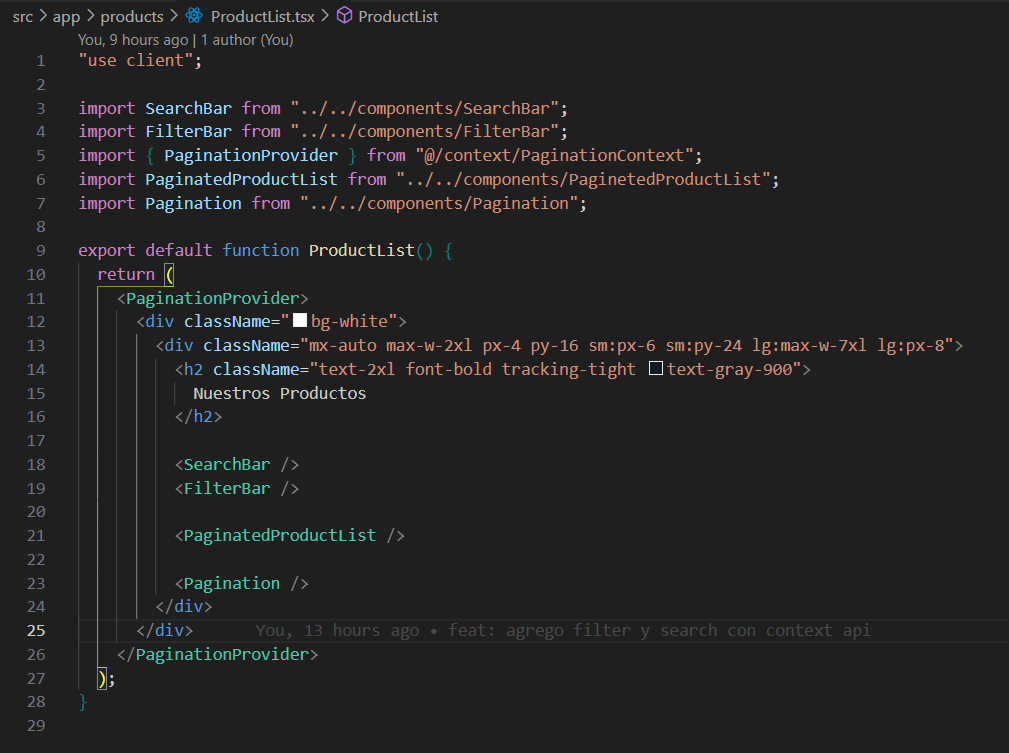 src > app > products > ProductList.tsx > ProductList
You, 9 hours ago | 1 author (You)
1 "use client";
2
3 import SearchBar from "../../components/SearchBar";
4 import FilterBar from "../../components/FilterBar";
5 import { PaginationProvider } from "@/context/PaginationContext";
6 import PaginatedProductList from "../../components/PaginetedProductList";
7 import Pagination from "../../components/Pagination";
8
9 export default function ProductList() {
10 return (
11 <PaginationProvider>
12 <div className="bg-white">
13 <div className="mx-auto max-w-2xl px-4 py-16 sm:px-6 sm:py-24 lg:max-w-7xl lg:px-8">
14 <h2 className="text-2xl font-bold tracking-tight text-gray-900">
15 Nuestros Productos
16 </h2>
17
18 <SearchBar />
19 <FilterBar />
20
21 <PaginatedProductList />
22
23 <Pagination />
24 </div>
25 </div> You, 13 hours ago • feat: agrego filter y search con context api
26 </PaginationProvider>
27 );
28 }
29